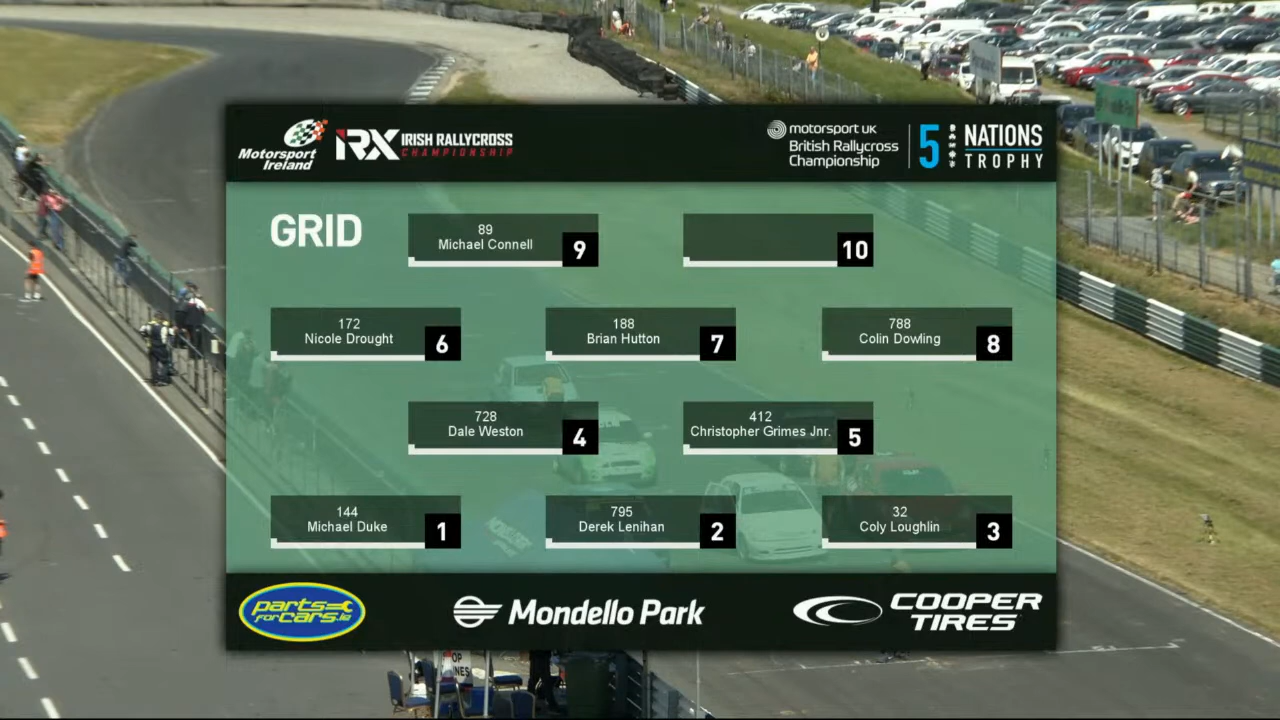 Motorsport
Ireland
iRX IRISH RALLYCROSS
CHAMPIONSHIP
motorsport uk
British Rallycross
Championship
5 NATIONS
TROPHY
GRID
89
Michael Connell
9
10
172
Nicole Drought
6
188
Brian Hutton
7
788
Colin Dowling
8
728
Dale Weston
4
412
Christopher Grimes Jnr.
5
144
Michael Duke
1
795
Derek Lenihan
2
32
Coly Loughlin
3
parts
forcars.ie
Mondello Park
COOPER
TIRES